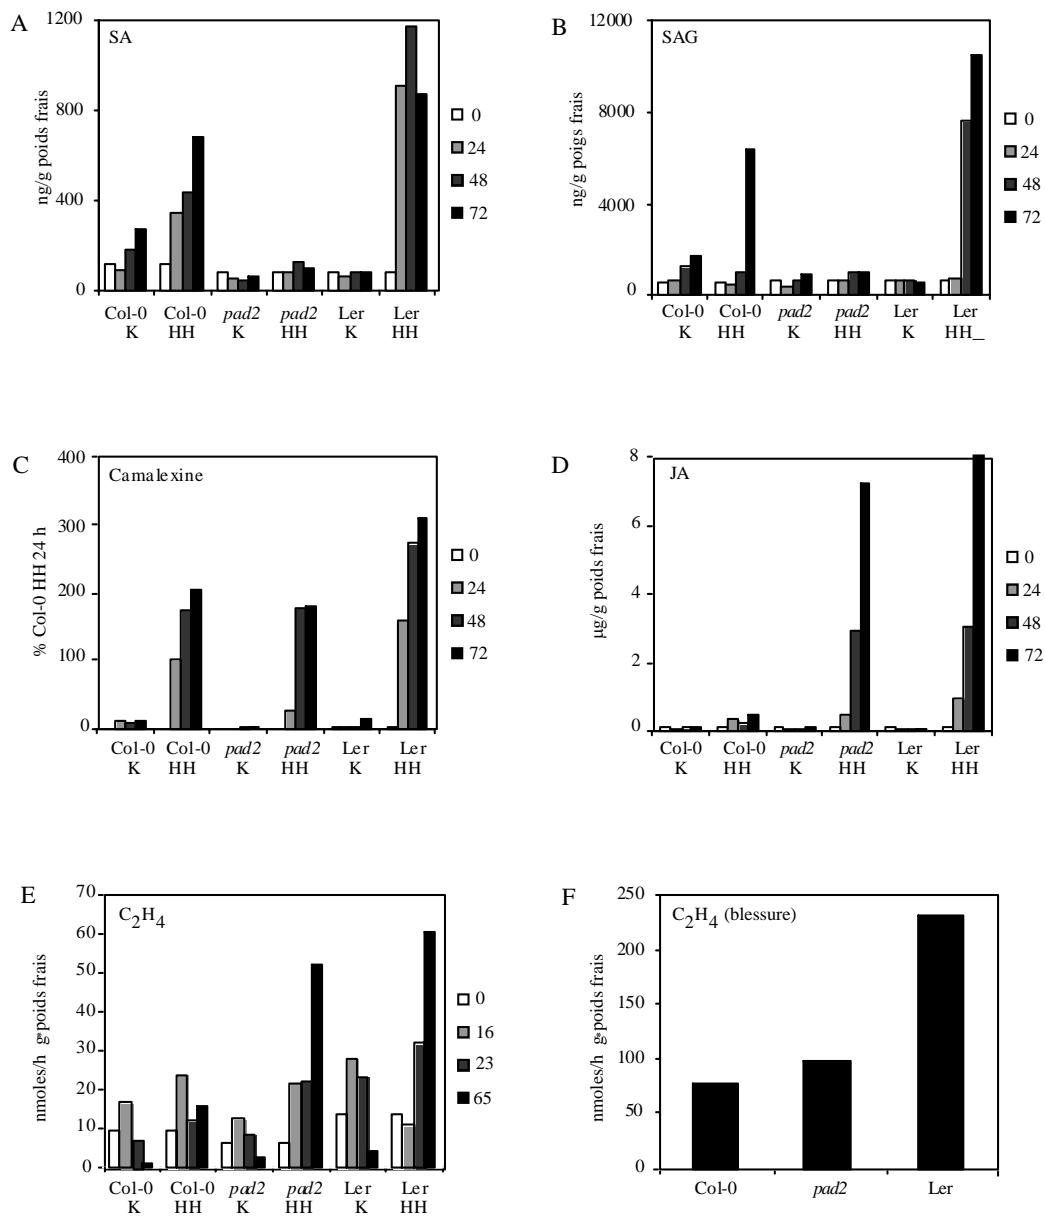 A
SA
ng/g poids frais
1200
800
400
0
Col-0 Col-0 pad2 pad2 Ler Ler
K HH K HH K HH
0
24
48
72
B
SAG
ng/g poigs frais
12000
8000
4000
0
Col-0 Col-0 pad2 pad2 Ler Ler
K HH K HH K HH_
0
24
48
72
C
Camalexine
% Col-0 HH 24 h
400
300
200
100
0
Col-0 Col-0 pad2 pad2 Ler Ler
K HH K HH K HH
0
24
48
72
D
JA
µg/g poids frais
8
6
4
2
0
Col-0 Col-0 pad2 pad2 Ler Ler
K HH K HH K HH
0
24
48
72
E
C2H4
nmoles/h g*poids frais
70
60
50
40
30
20
10
0
Col-0 Col-0 pad2 pad2 Ler Ler
K HH K HH K HH
0
16
23
65
F
C2H4 (blessure)
nmoles/h g*poids frais
250
200
150
100
50
0
Col-0 pad2 Ler